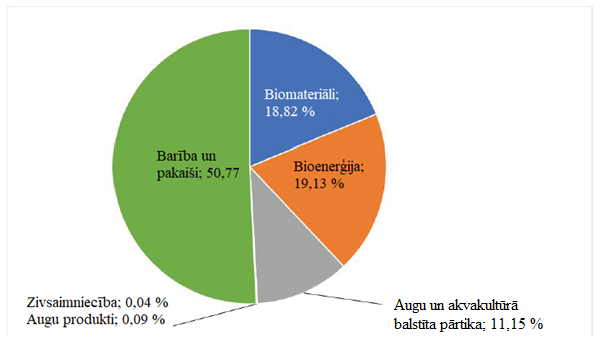 Biomateriāli;
18,82 %
Bioenerģija;
19,13 %
Barība un
pakaiši; 50,77
Zivsaimniecība; 0,04 %
Augu produkti; 0,09 %
Augu un akvakultūrā
balstīta pārtika; 11,15 %